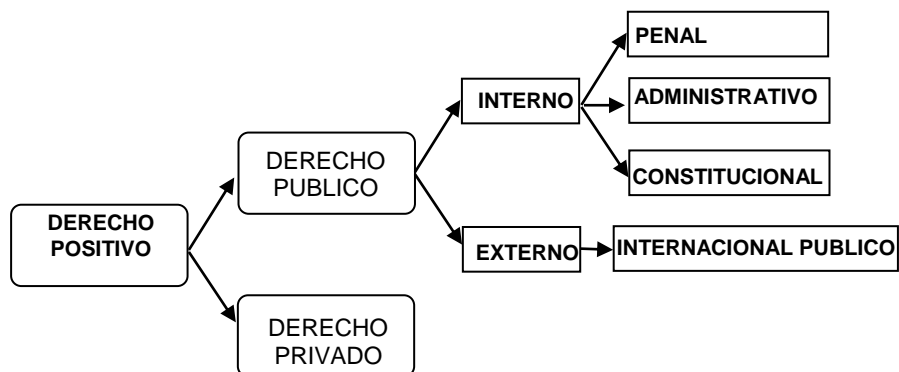 PENAL
INTERNO
ADMINISTRATIVO
DERECHO
PUBLICO
CONSTITUCIONAL
DERECHO
POSITIVO
EXTERNO
INTERNACIONAL PUBLICO
DERECHO
PRIVADO